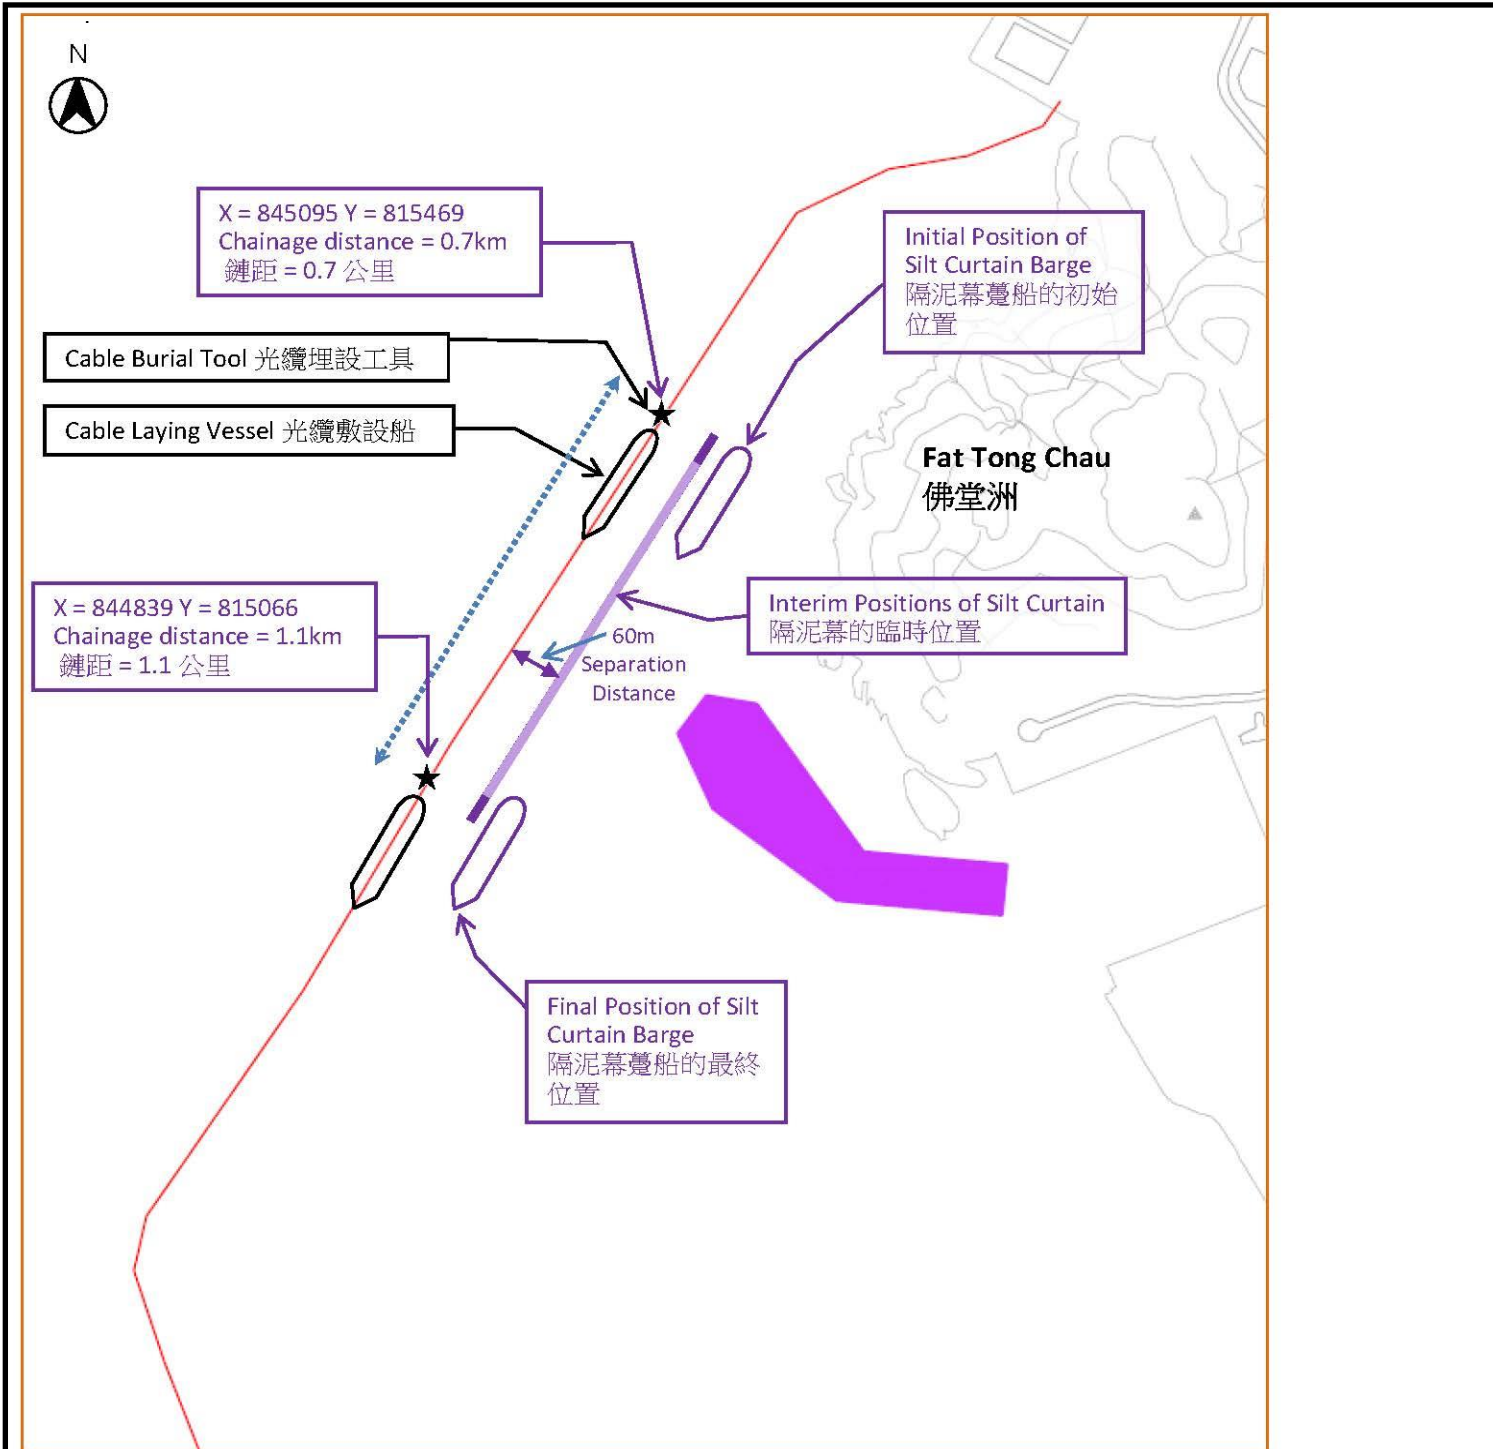 N
X = 845095 Y = 815469
Chainage distance = 0.7km
鏈距 = 0.7 公里
Initial Position of
Silt Curtain Barge
隔泥幕躉船的初始
位置
Cable Burial Tool 光纜埋設工具
Cable Laying Vessel 光纜敷設船
Fat Tong Chau
佛堂洲
X = 844839 Y = 815066
Chainage distance = 1.1km
鏈距 = 1.1 公里
Interim Positions of Silt Curtain
隔泥幕的臨時位置
60m
Separation
Distance
Final Position of Silt
Curtain Barge
隔泥幕躉船的最終
位置